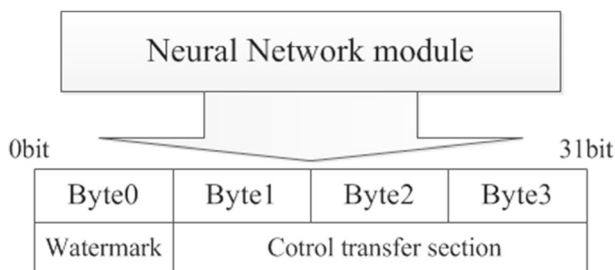 Neural Network module
0bit 31bit
Byte0 Byte1 Byte2 Byte3
Watermark Cotrol transfer section